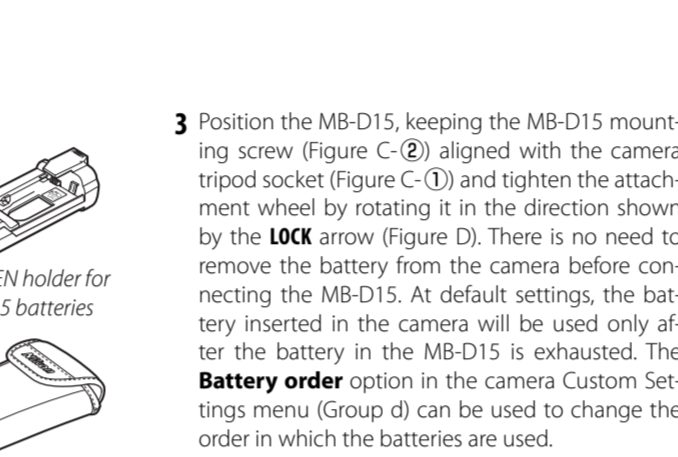 3 Position the MB-D15, keeping the MB-D15 mount-
ing screw (Figure C-②) aligned with the camera
tripod socket (Figure C-①) and tighten the attach-
ment wheel by rotating it in the direction shown
by the LOCK arrow (Figure D). There is no need to
remove the battery from the camera before con-
necting the MB-D15. At default settings, the bat-
tery inserted in the camera will be used only af-
ter the battery in the MB-D15 is exhausted. The
Battery order option in the camera Custom Set-
tings menu (Group d) can be used to change the
order in which the batteries are used.
EN holder for
5 batteries
Nikon